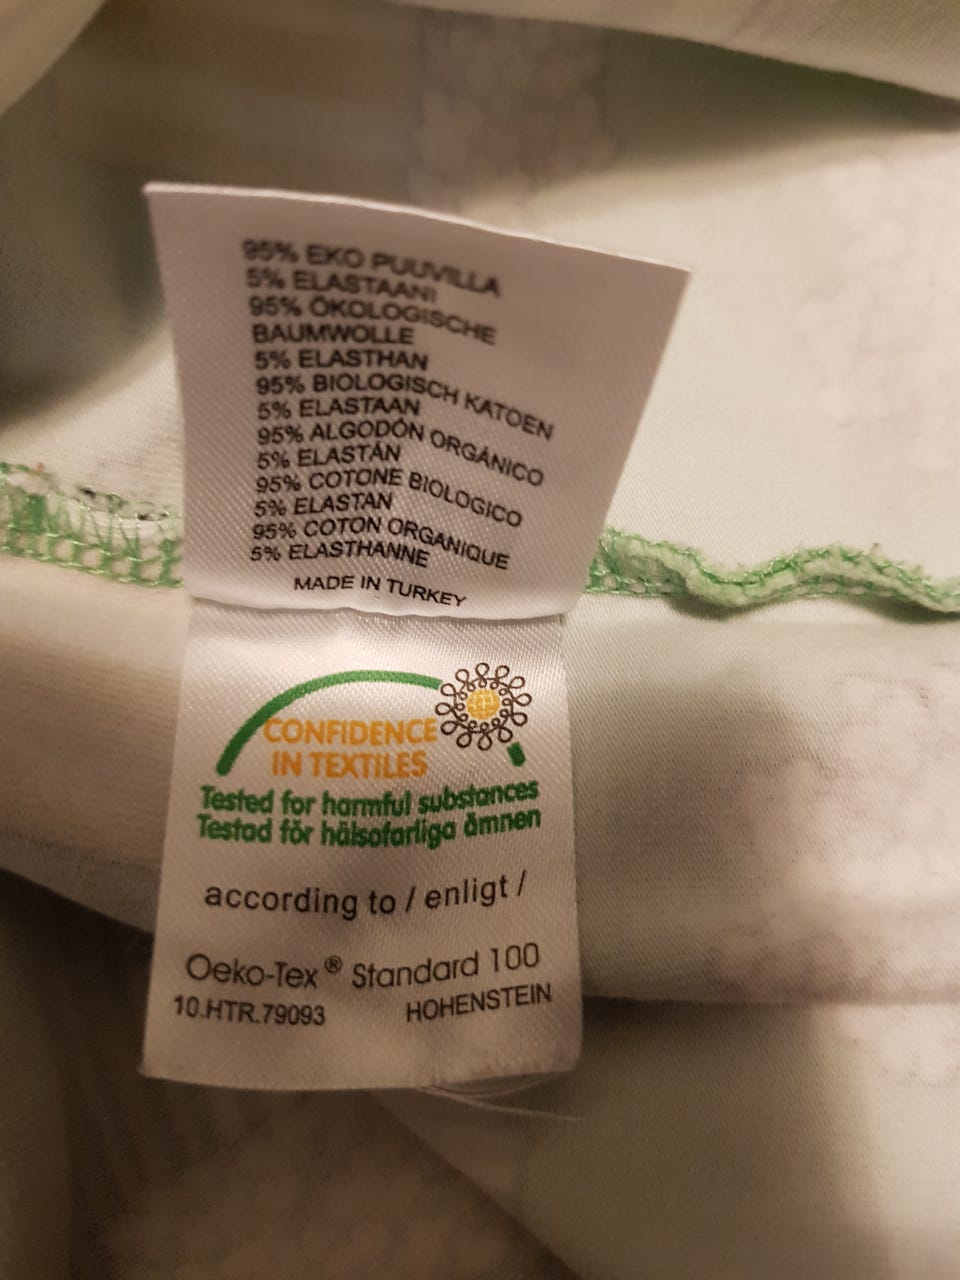 95% EKO PUUVILLA
5% ELASTAANI
95% ÖKOLOGISCHE
BAUMWOLLE
5% ELASTHAN
95% BIOLOGISCH KATOEN
5% ELASTAAN
95% ALGODÓN ORGÁNICO
5% ELASTÁN
95% COTONE BIOLOGICO
5% ELASTAN
95% COTON ORGANIQUE
5% ELASTHANNE
MADE IN TURKEY
CONFIDENCE
IN TEXTILES
Tested for harmful substances
Testad för hälsofarliga ämnen
according to / enligt /
Oeko-Tex® Standard 100
10.HTR.79093 HOHENSTEIN